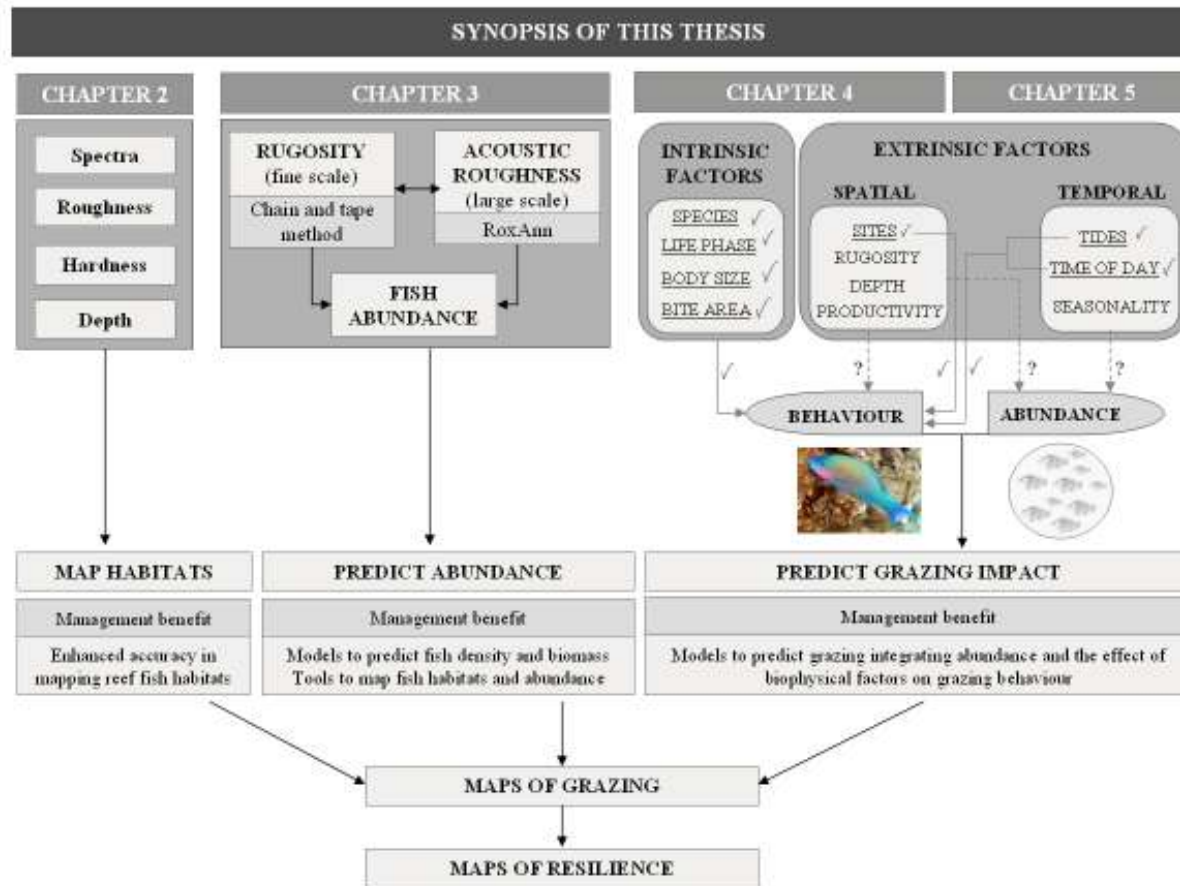 SYNOPSIS OF THIS THESIS
CHAPTER 2
Spectra
Roughness
Hardness
Depth
CHAPTER 3
RUGOSITY
(fine scale)
Chain and tape
method
ACOUSTIC
ROUGHNESS
(large scale)
RoxAnn
FISH
ABUNDANCE
CHAPTER 4
CHAPTER 5
INTRINSIC
FACTORS
SPECIES ✓
LIFE PHASE ✓
BODY SIZE ✓
BITE AREA ✓
EXTRINSIC FACTORS
SPATIAL
SITES ✓
RUGOSITY
DEPTH
PRODUCTIVITY
TEMPORAL
TIDES ✓
TIME OF DAY ✓
SEASONALITY
✓ ? ✓ ✓ ? ?
BEHAVIOUR
ABUNDANCE
MAP HABITATS
Management benefit
Enhanced accuracy in
mapping reef fish habitats
PREDICT ABUNDANCE
Management benefit
Models to predict fish density and biomass
Tools to map fish habitats and abundance
PREDICT GRAZING IMPACT
Management benefit
Models to predict grazing integrating abundance and the effect of
biophysical factors on grazing behaviour
MAPS OF GRAZING
MAPS OF RESILIENCE